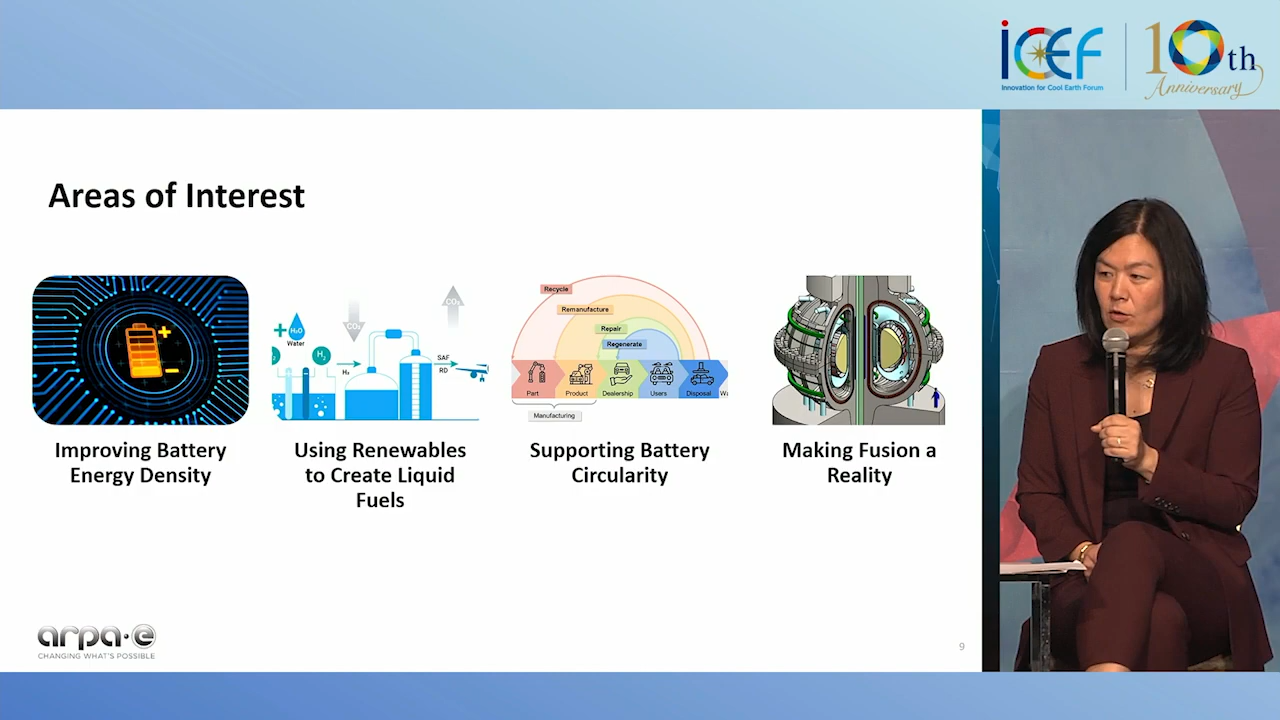 iCEF
Innovation for Cool Earth Forum
10th
Anniversary
Areas of Interest
+
-
+
H₂O
Water
H₂
CO₂
CO₂
H₂
SAF
RD
Recycle
Remanufacture
Repair
Regenerate
Part
Product
Dealership
Users
Disposal
Manufacturing
Improving Battery
Energy Density
Using Renewables
to Create Liquid
Fuels
Supporting Battery
Circularity
Making Fusion a
Reality
arpa·e
CHANGING WHAT'S POSSIBLE
9